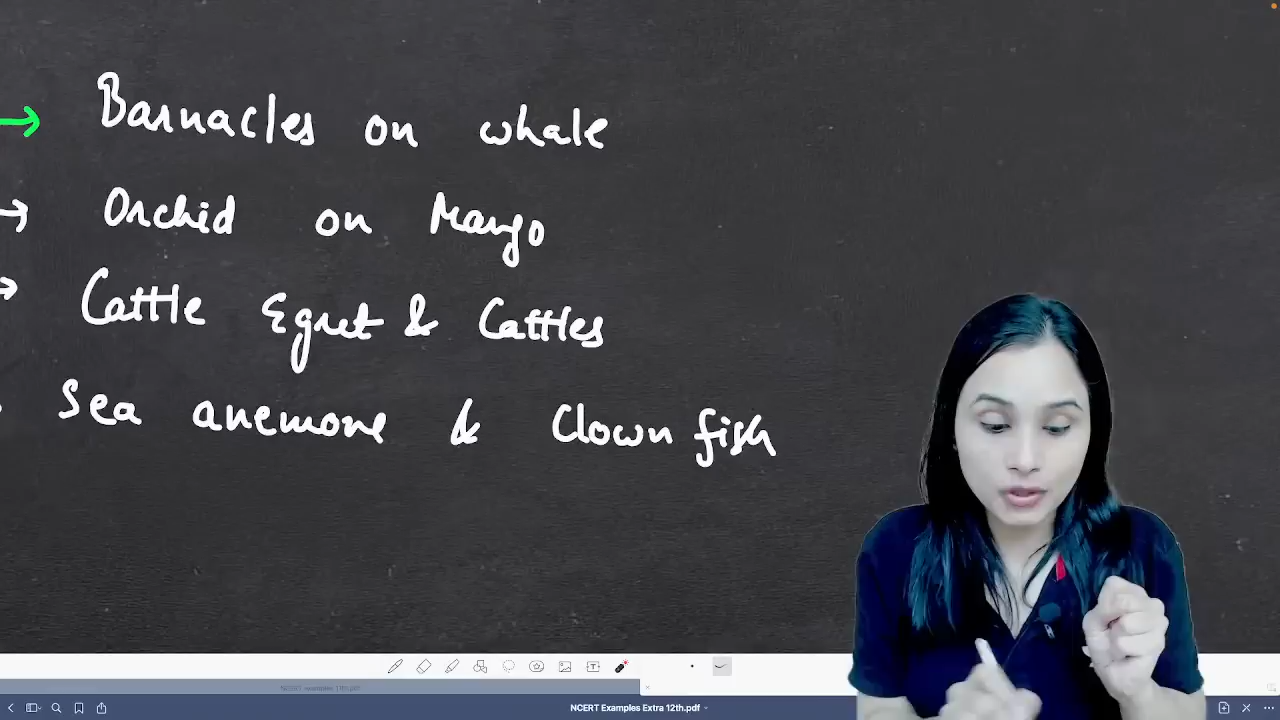 Barnacles on whale
Orchid on Mango
Cattle Egret & Cattles
Sea anemone & Clown fish
NCERT Examples Extra 12th.pdf